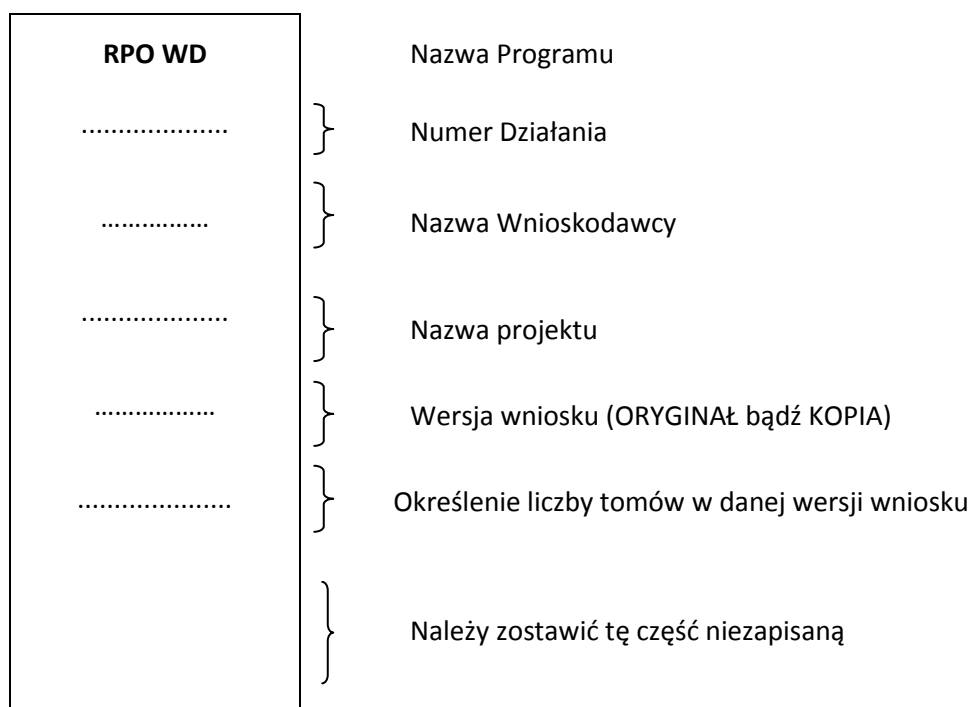 RPO WD Nazwa Programu
.................... Numer Działania
............... Nazwa Wnioskodawcy
.................... Nazwa projektu
.................. Wersja wniosku (ORYGINAŁ bądź KOPIA)
..................... Określenie liczby tomów w danej wersji wniosku
Należy zostawić tę część niezapisaną